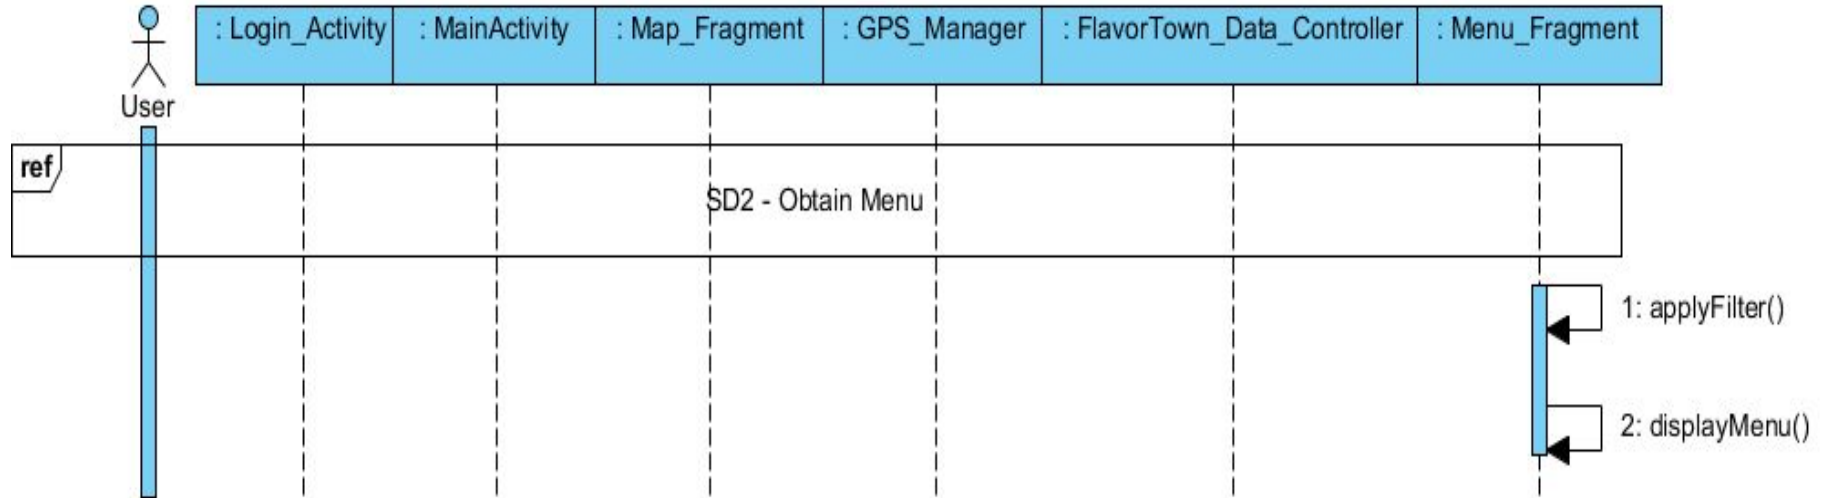 : Login_Activity
: MainActivity
: Map_Fragment
: GPS_Manager
: FlavorTown_Data_Controller
: Menu_Fragment
User
ref
SD2 - Obtain Menu
1: applyFilter()
2: displayMenu()